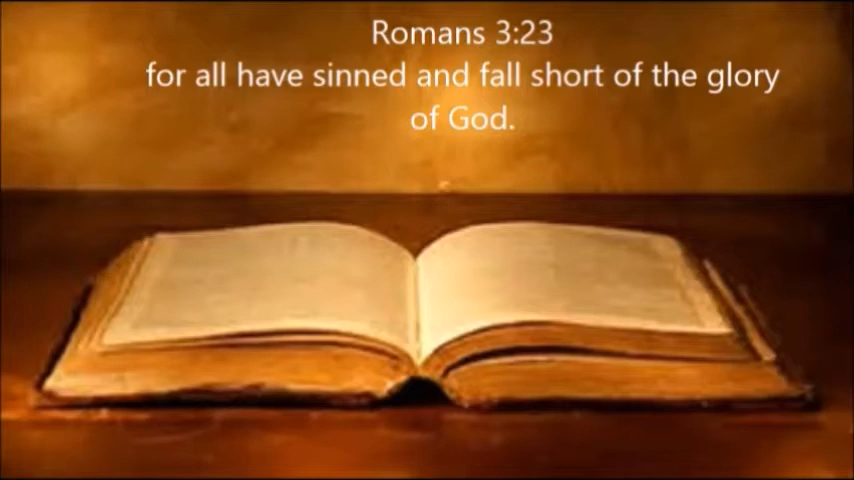 Romans 3:23
for all have sinned and fall short of the glory
of God.